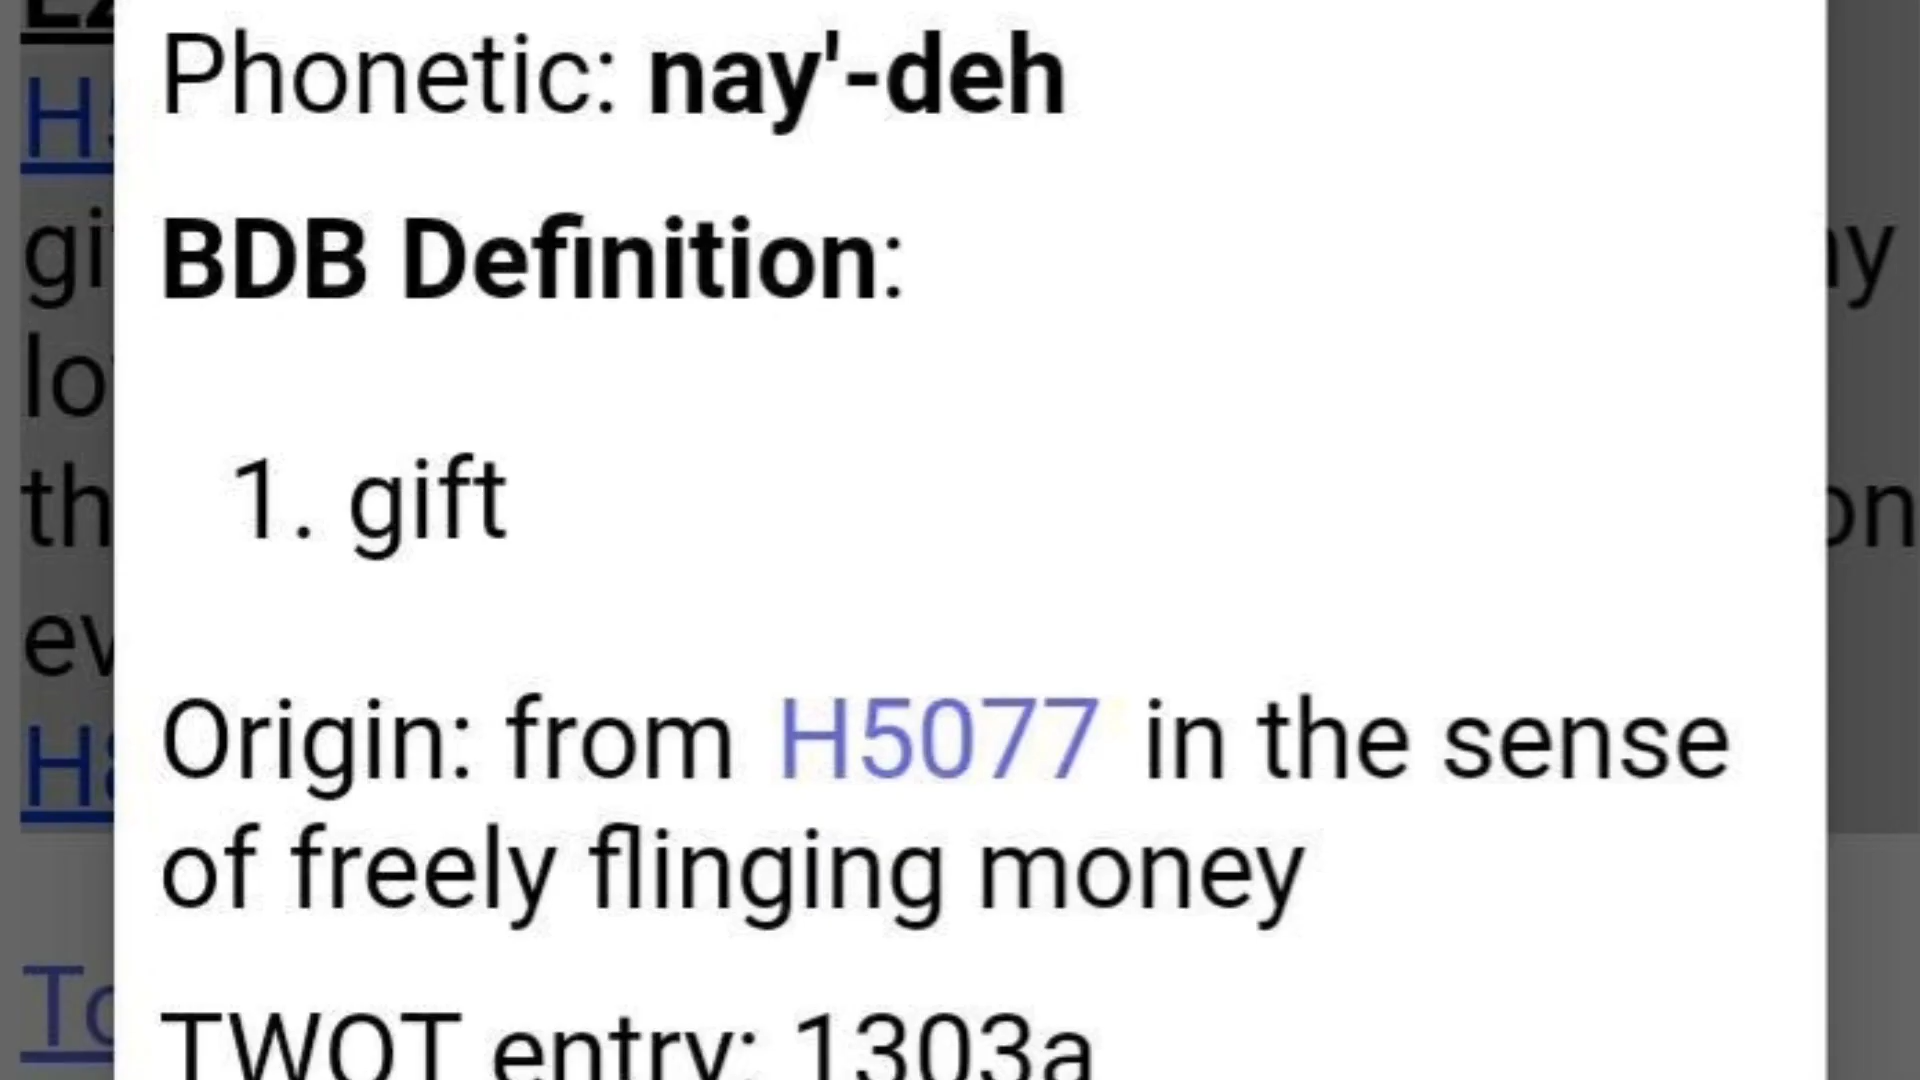 Phonetic: nay'-deh
BDB Definition:
1. gift
Origin: from H5077 in the sense
of freely flinging money
TWOT entry: 1303a